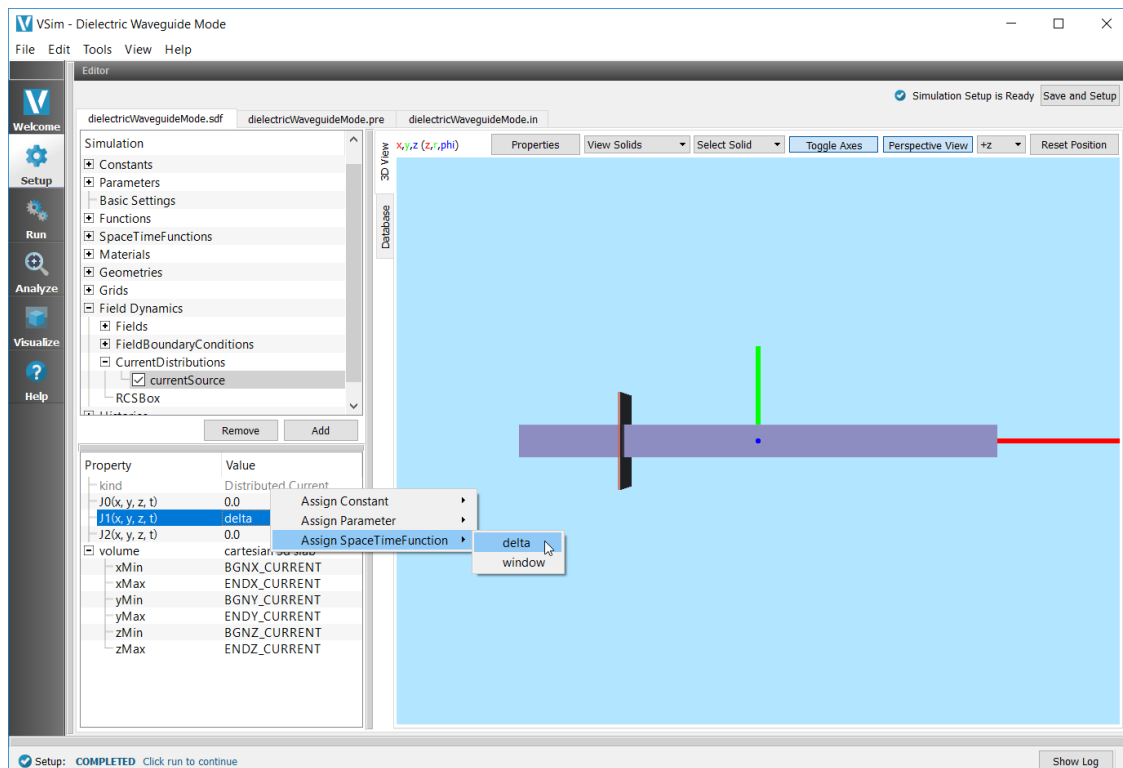 VSim - Dielectric Waveguide Mode
File Edit Tools View Help
Editor
Simulation Setup is Ready Save and Setup
dielectricWaveguideMode.sdf dielectricWaveguideMode.pre dielectricWaveguideMode.in
Welcome
Setup
Run
Analyze
Visualize
Help
Simulation
Constants
Parameters
Basic Settings
Functions
SpaceTimeFunctions
Materials
Geometries
Grids
Field Dynamics
Fields
FieldBoundaryConditions
CurrentDistributions
currentSource
RCSBox
Histories
Remove Add
3D View
Database
x,y,z (z,r,phi) Properties View Solids Select Solid Toggle Axes Perspective View +z Reset Position
Property Value
kind Distributed Current
J0(x, y, z, t) 0.0
J1(x, y, z, t) delta
J2(x, y, z, t) 0.0
volume cartesian 3d slab
xMin BGNX_CURRENT
xMax ENDX_CURRENT
yMin BGNY_CURRENT
yMax ENDY_CURRENT
zMin BGNZ_CURRENT
zMax ENDZ_CURRENT
Assign Constant
Assign Parameter
Assign SpaceTimeFunction
delta
window
Setup: COMPLETED Click run to continue
Show Log